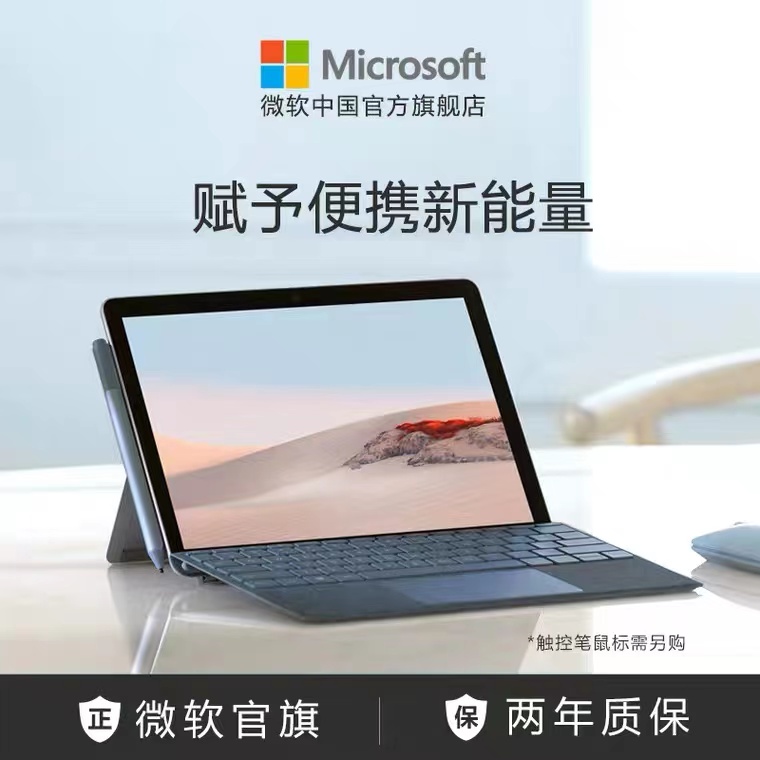 Microsoft
微软中国官方旗舰店
赋予便携新能量
*触控笔鼠标需另购
正 微软官旗
保 两年质保